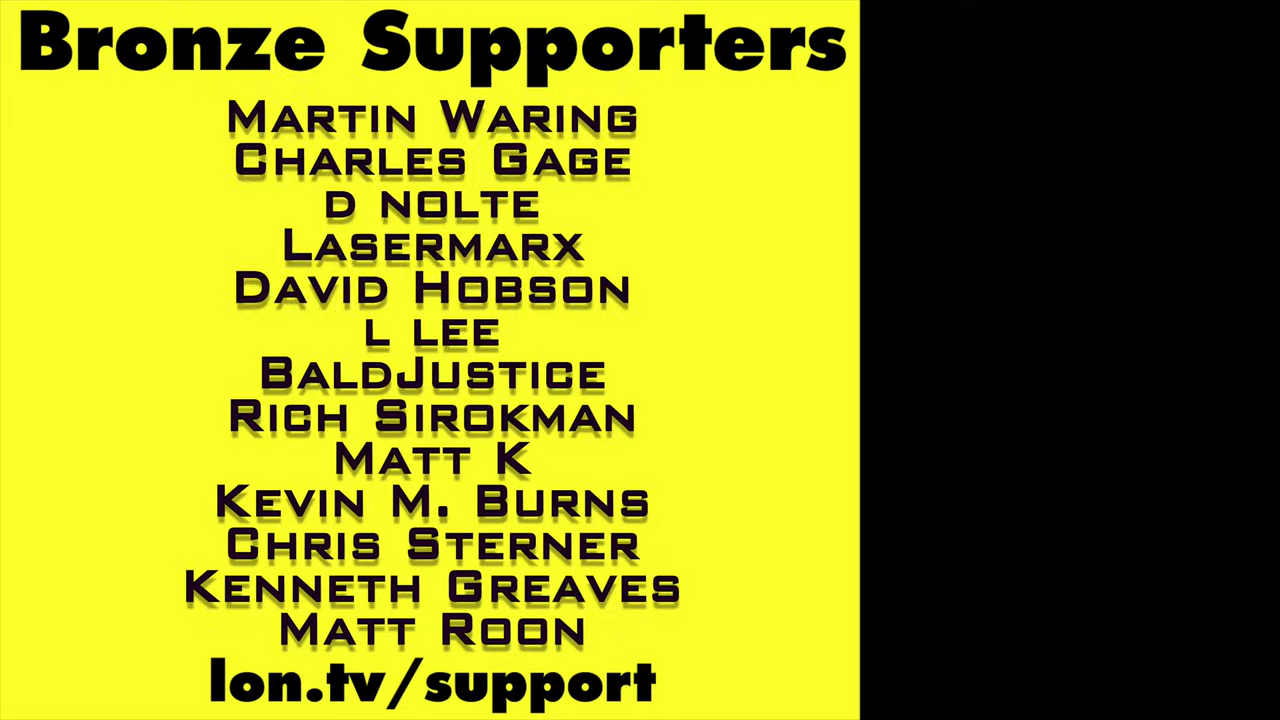 Bronze Supporters
Martin Waring
Charles Gage
D NOLTE
Lasermarx
David Hobson
L LEE
BaldJustice
Rich Sirokman
Matt K
Kevin M. Burns
Chris Sterner
Kenneth Greaves
Matt Roon
lon.tv/support